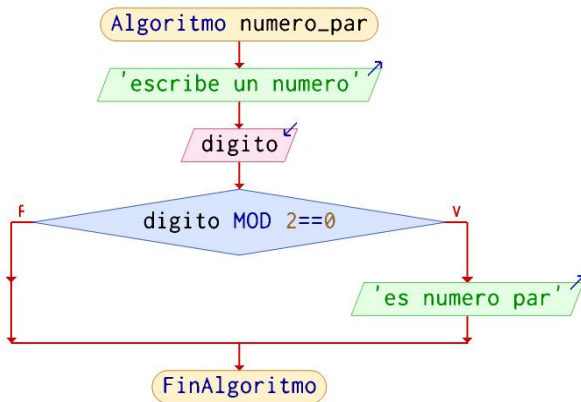 Algoritmo numero_par
'escribe un numero'
digito
digito MOD 2==0
F
V
'es numero par'
FinAlgoritmo